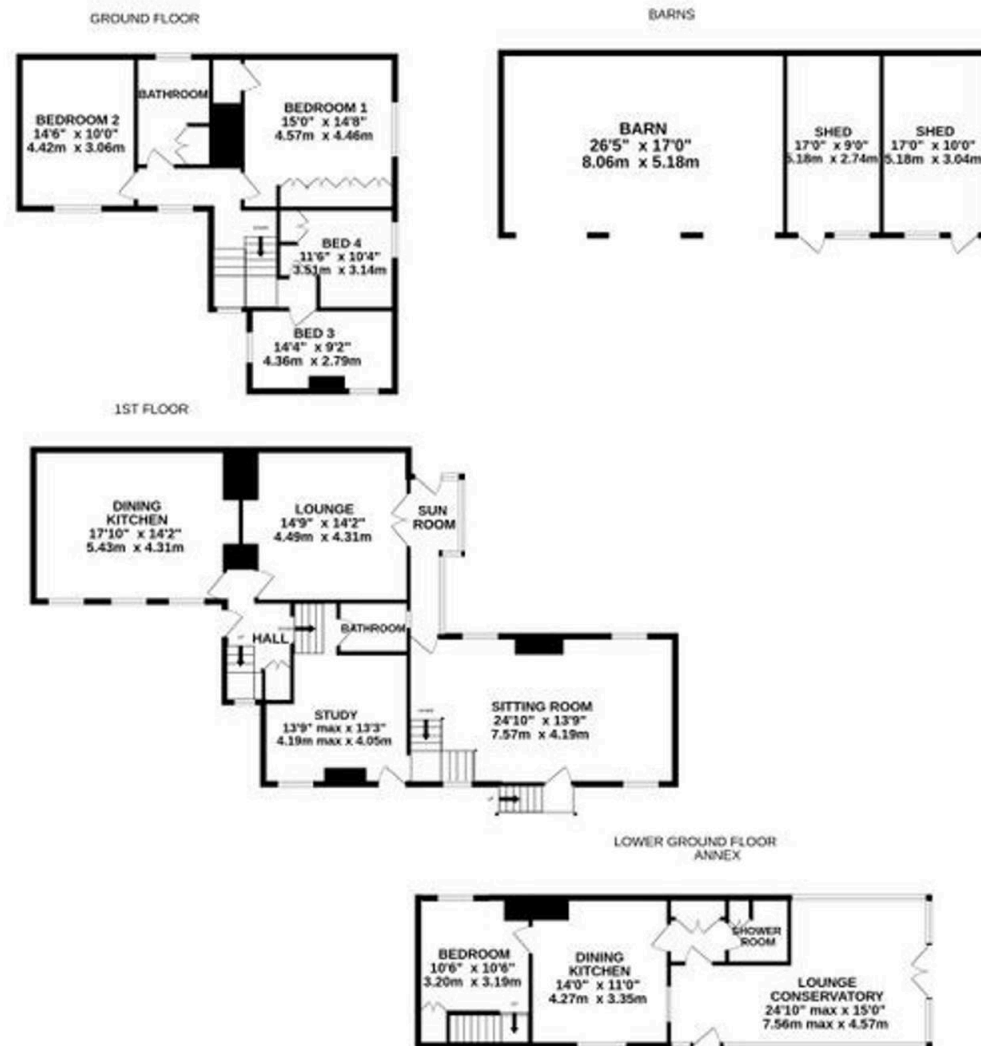 GROUND FLOOR
BARNS
BEDROOM 2
14'6" x 10'0"
4.42m x 3.06m
BATHROOM
BEDROOM 1
15'0" x 14'8"
4.57m x 4.46m
BED 4
11'6" x 10'4"
3.51m x 3.14m
BED 3
14'4" x 9'2"
4.36m x 2.79m
BARN
26'5" x 17'0"
8.06m x 5.18m
SHED
17'0" x 9'0"
5.18m x 2.74m
SHED
17'0" x 10'0"
5.18m x 3.04m
1ST FLOOR
DINING
KITCHEN
17'10" x 14'2"
5.43m x 4.31m
LOUNGE
14'9" x 14'2"
4.49m x 4.31m
SUN
ROOM
HALL
BATHROOM
STUDY
13'9" max x 13'3"
4.19m max x 4.05m
SITTING ROOM
24'10" x 13'9"
7.57m x 4.19m
LOWER GROUND FLOOR
ANNEX
BEDROOM
10'6" x 10'6"
3.20m x 3.19m
DINING
KITCHEN
14'0" x 11'0"
4.27m x 3.35m
SHOWER
ROOM
LOUNGE
CONSERVATORY
24'10" max x 15'0"
7.56m max x 4.57m